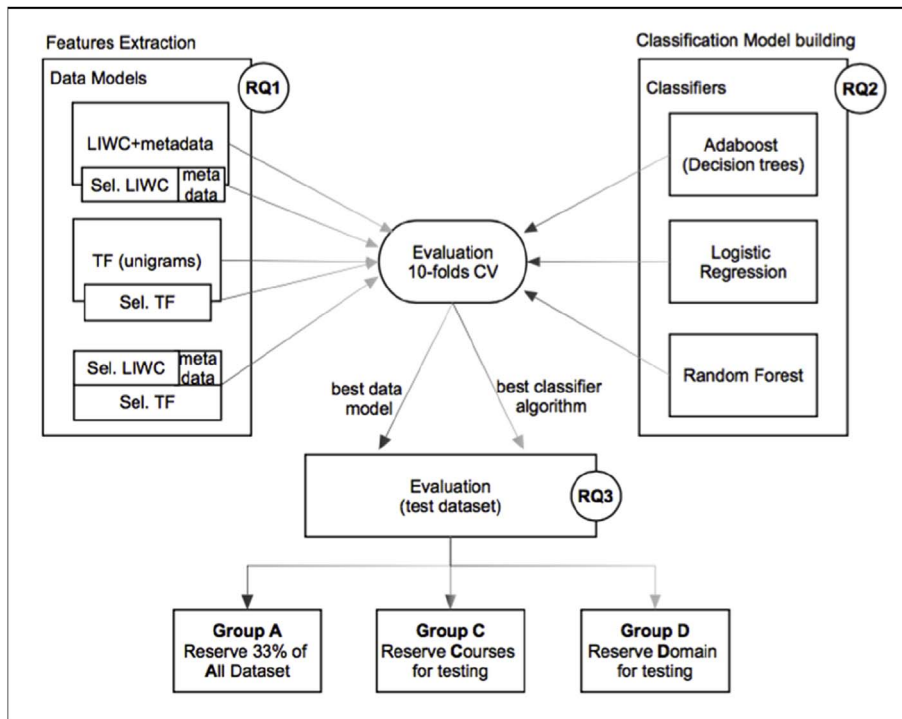 Features Extraction
Data Models
RQ1
LIWC+metadata
Sel. LIWC
meta
data
TF (unigrams)
Sel. TF
Sel. LIWC
meta
data
Sel. TF
Classification Model building
RQ2
Classifiers
Adaboost
(Decision trees)
Logistic
Regression
Random Forest
Evaluation
10-folds CV
best data
model
best classifier
algorithm
Evaluation
(test dataset)
RQ3
Group A
Reserve 33% of
All Dataset
Group C
Reserve Courses
for testing
Group D
Reserve Domain
for testing